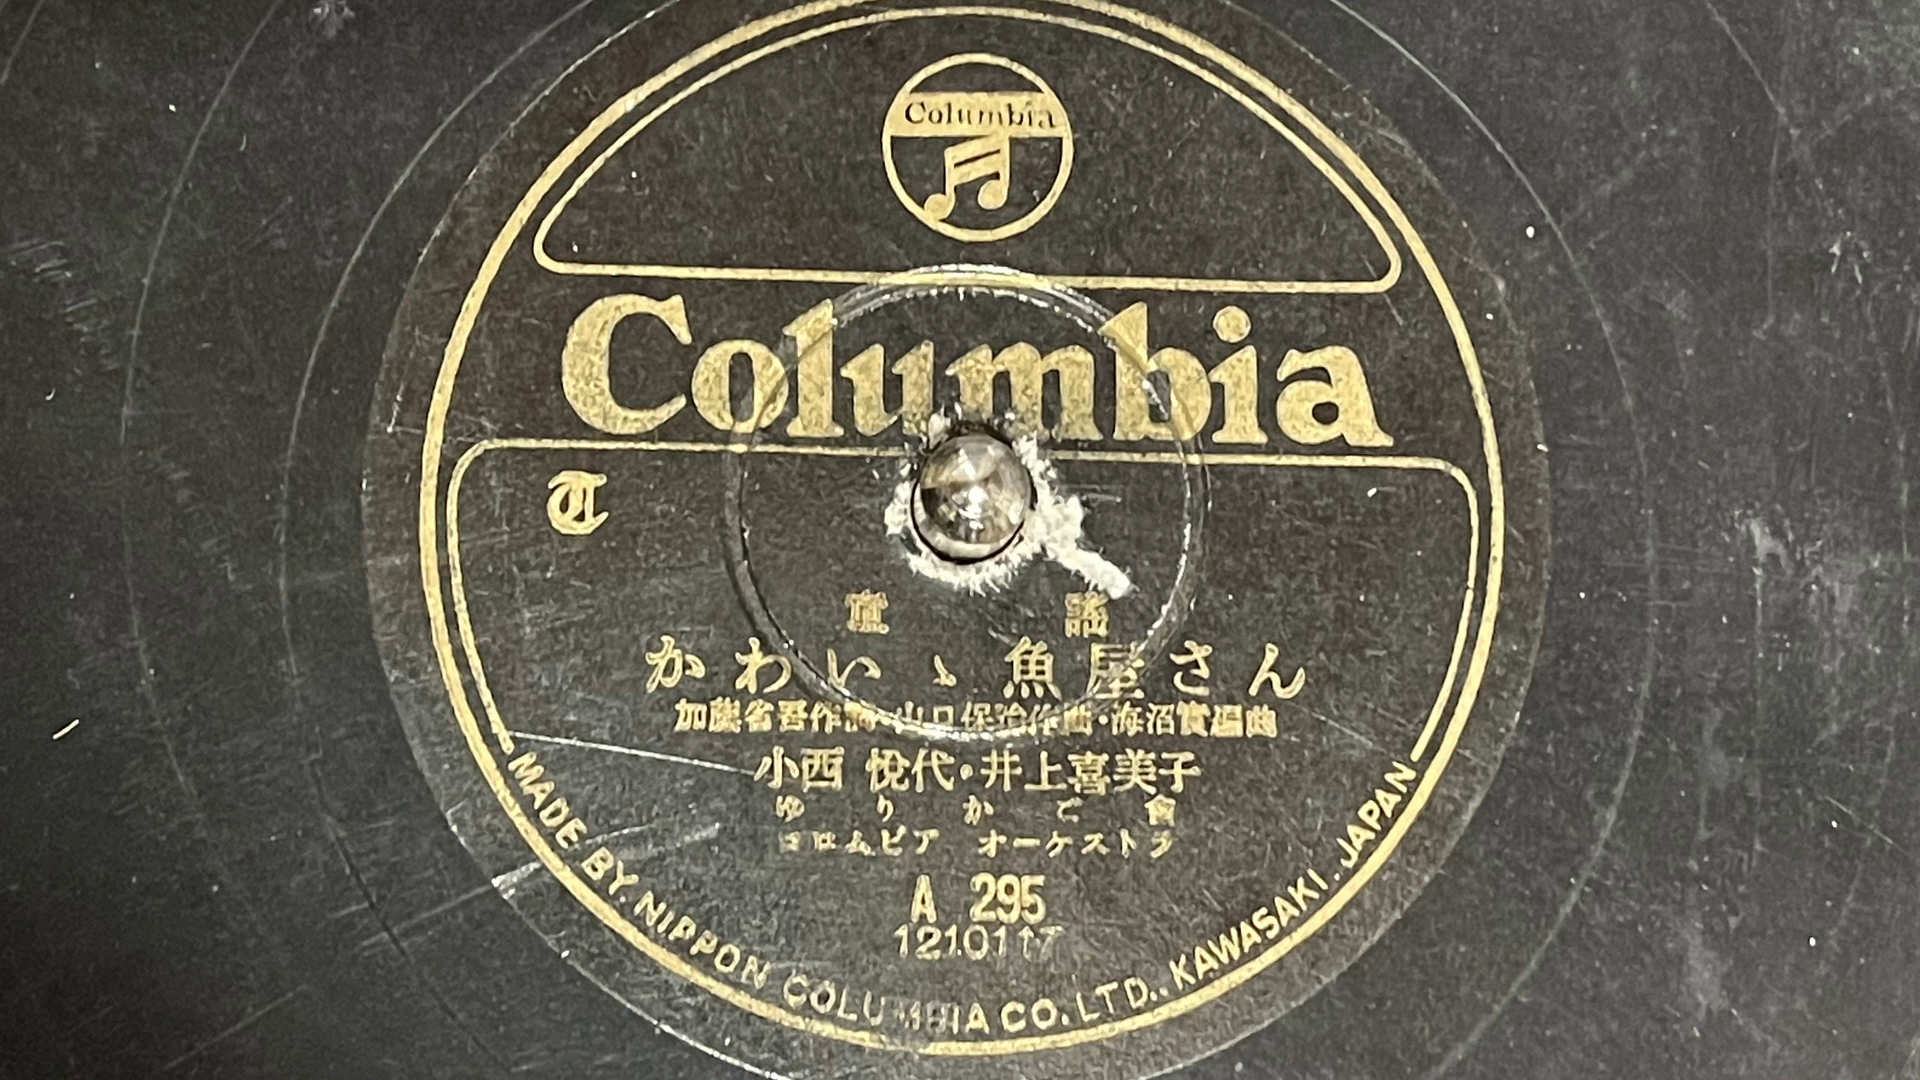 Columbia
Columbia
T
童謠
かわいゝ魚屋さん
加藤省吾作詞・山口保治作曲・海沼實編曲
小西 悅代・井上喜美子
ゆりかご會
コロムビア オーケストラ
A 295
MADE BY, NIPPON COLUMBIA CO. LTD., KAWASAKI, JAPAN